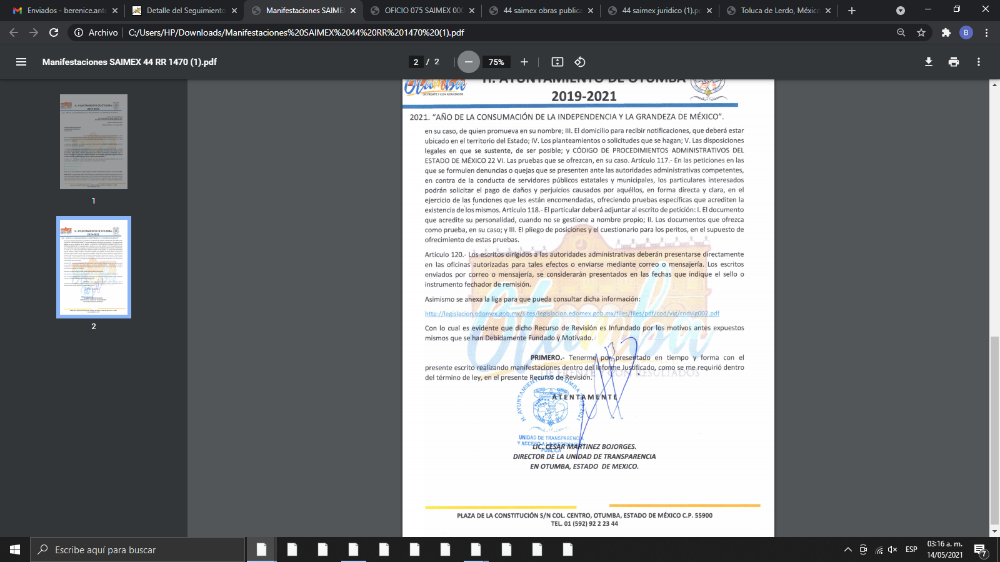 Enviados - berenice.ant
Detalle del Seguimiento
Manifestaciones SAIMEX
OFICIO 075 SAIMEX 000
44 saimex obras publica
44 saimex juridico (1).pd
Toluca de Lerdo, México
Archivo
C:/Users/HP/Downloads/Manifestaciones%20SAIMEX%2044%20RR%201470%20(1).pdf
B
Manifestaciones SAIMEX 44 RR 1470 (1).pdf
2 / 2
75%
1
2
Otumba
DE FRENTE Y CON RESULTADOS
H. AYUNTAMIENTO DE OTUMBA
2019-2021
2021. “AÑO DE LA CONSUMACIÓN DE LA INDEPENDENCIA Y LA GRANDEZA DE MÉXICO”.
en su caso, de quien promueva en su nombre; III. El domicilio para recibir notificaciones, que deberá estar
ubicado en el territorio del Estado; IV. Los planteamientos o solicitudes que se hagan; V. Las disposiciones
legales en que se sustente, de ser posible; y CÓDIGO DE PROCEDIMIENTOS ADMINISTRATIVOS DEL
ESTADO DE MÉXICO 22 VI. Las pruebas que se ofrezcan, en su caso. Artículo 117.- En las peticiones en las
que se formulen denuncias o quejas que se presenten ante las autoridades administrativas competentes,
en contra de la conducta de servidores públicos estatales y municipales, los particulares interesados
podrán solicitar el pago de daños y perjuicios causados por aquéllos, en forma directa y clara, en el
ejercicio de las funciones que les están encomendadas, ofreciendo pruebas específicas que acrediten la
existencia de los mismos. Artículo 118.- El particular deberá adjuntar al escrito de petición: I. El documento
que acredite su personalidad, cuando no se gestione a nombre propio; II. Los documentos que ofrezca
como prueba, en su caso; y III. El pliego de posiciones y el cuestionario para los peritos, en el supuesto de
ofrecimiento de estas pruebas.
Artículo 120.- Los escritos dirigidos a las autoridades administrativas deberán presentarse directamente
en las oficinas autorizadas para tales efectos o enviarse mediante correo o mensajería. Los escritos
enviados por correo o mensajería, se considerarán presentados en las fechas que indique el sello o
instrumento fechador de remisión.
Asimismo se anexa la liga para que pueda consultar dicha información:
http://legislacion.edomex.gob.mx/sites/legislacion.edomex.gob.mx/files/files/pdf/cod/vig/codvig002.pdf
Con lo cual es evidente que dicho Recurso de Revisión es Infundado por los motivos antes expuestos
mismos que se han Debidamente Fundado y Motivado.
PRIMERO.- Tenerme por presentado en tiempo y forma con el
presente escrito realizando manifestaciones dentro del Informe Justificado, como se me requirió dentro
del término de ley, en el presente Recurso de Revisión.
Otumba
DE FRENTE Y CON RESULTADOS
A T E N T A M E N T E
H. AYUNTAMIENTO DE OTUMBA 2019-2021
UNIDAD DE TRANSPARENCIA
Y ACCESO A LA INFORMACIÓN
PÚBLICA
LIC. CESAR MARTINEZ BOJORGES.
DIRECTOR DE LA UNIDAD DE TRANSPARENCIA
EN OTUMBA, ESTADO DE MEXICO.
PLAZA DE LA CONSTITUCIÓN S/N COL. CENTRO, OTUMBA, ESTADO DE MÉXICO C.P. 55900
TEL. 01 (592) 92 2 23 44
Escribe aquí para buscar
ESP
03:16 a. m.
14/05/2021
7